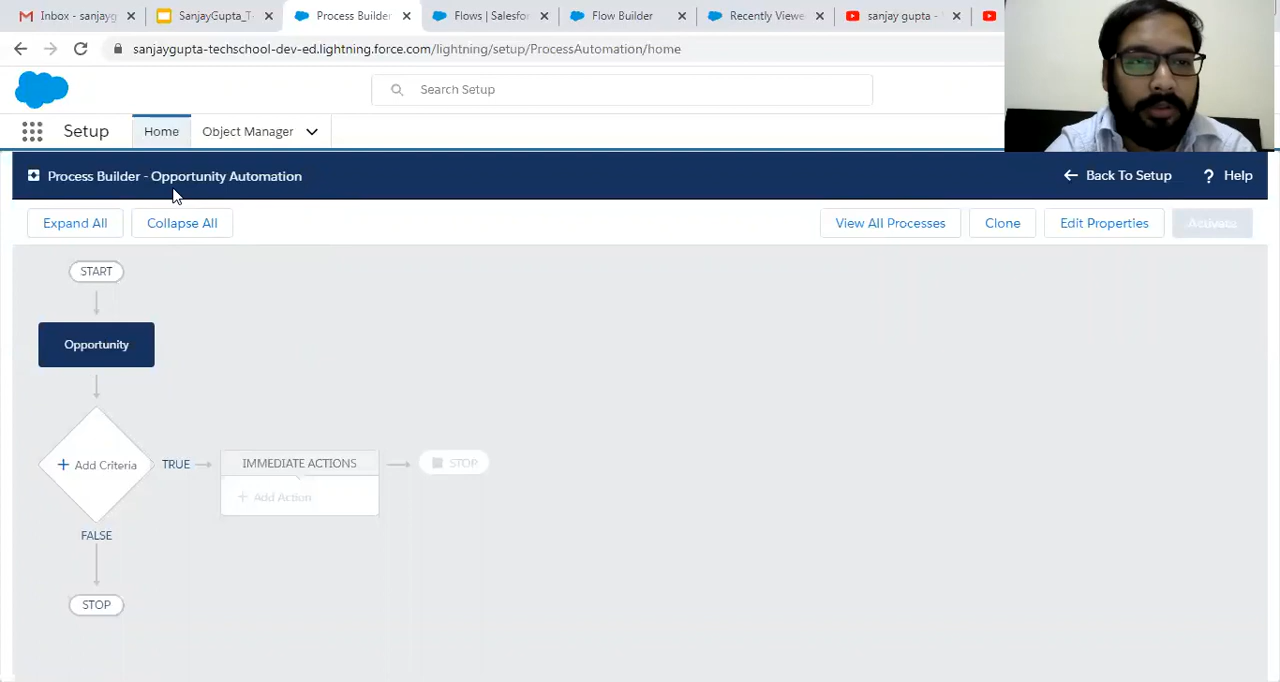 Inbox - sanjayg
SanjayGupta_T
Process Builder
Flows | Salesfor
Flow Builder
Recently Viewe
sanjay gupta -
sanjaygupta-techschool-dev-ed.lightning.force.com/lightning/setup/ProcessAutomation/home
Search Setup
Setup
Home
Object Manager
Process Builder - Opportunity Automation
Back To Setup
? Help
Expand All
Collapse All
View All Processes
Clone
Edit Properties
Activate
START
Opportunity
+ Add Criteria
TRUE
IMMEDIATE ACTIONS
+ Add Action
STOP
FALSE
STOP